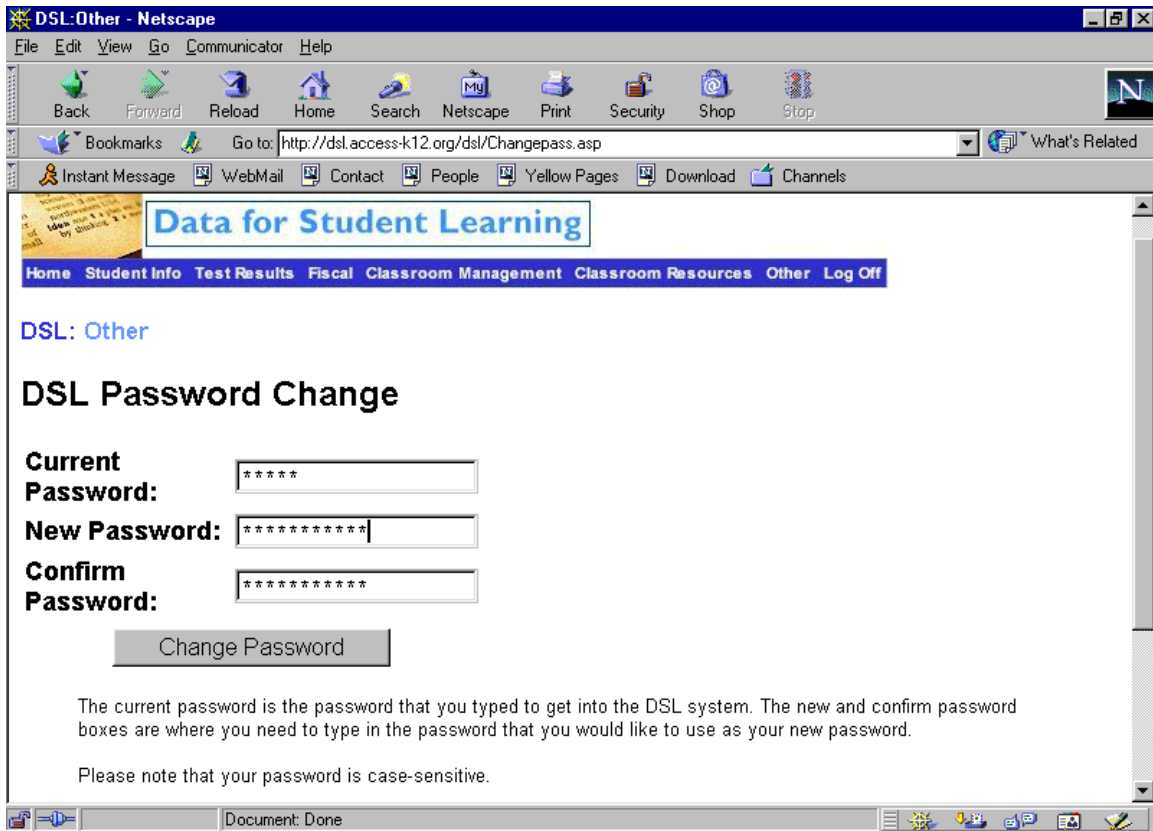 DSL:Other - Netscape
File Edit View Go Communicator Help
My
N
Back Forward Reload Home Search Netscape Print Security Shop Stop
Bookmarks Go to: http://dsl.access-k12.org/dsl/Changepass.asp What's Related
Instant Message WebMail Contact People Yellow Pages Download Channels
idea
by thinking
Data for Student Learning
Home Student Info Test Results Fiscal Classroom Management Classroom Resources Other Log Off
DSL: Other
DSL Password Change
Current
Password: *****
New Password: ***********
Confirm
Password: ***********
Change Password
The current password is the password that you typed to get into the DSL system. The new and confirm password
boxes are where you need to type in the password that you would like to use as your new password.
Please note that your password is case-sensitive.
Document: Done